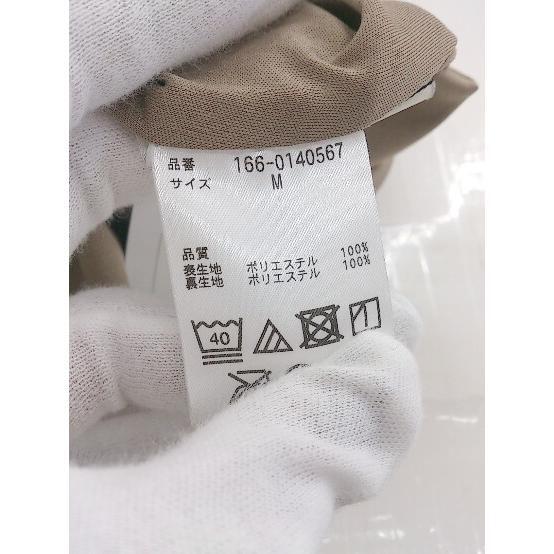 品番 166-0140567
サイズ M
品質
表生地 ポリエステル 100%
裏生地 ポリエステル 100%
40